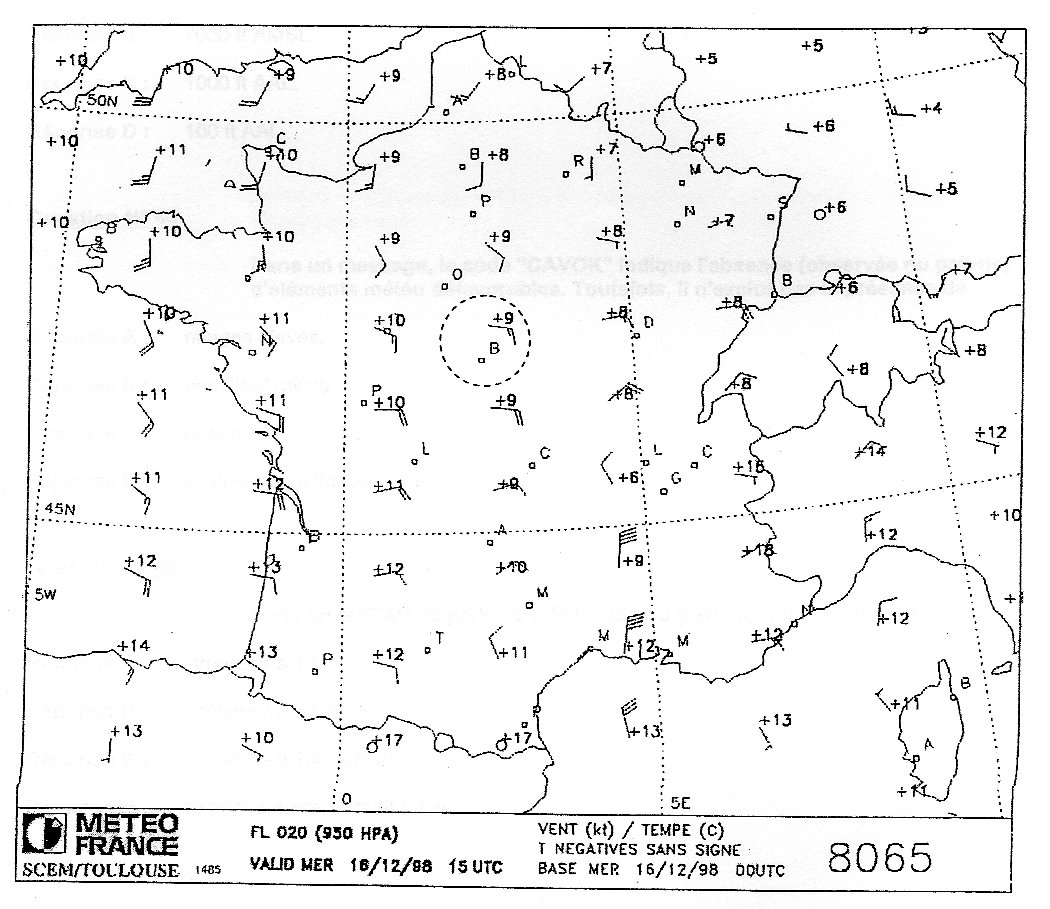 +10 +10 +9 +9 +8 L +7 +5 +5
50N A +6 +4
+10 +11 C +10 +9 B +8 R +7 +6 M +5
+10 B +10 +10 +9 P +9 +8 N +7 S +6
R O B +6 +7
+10 +11 N +10 +9 B +8 D +8 +8
+11 +11 P +10 +9 +8 +8 +8 +12
+11 +12 L +11 C +9 +6 L G C +16 +14
45N +10
B A
+12 +13 +12 +10 +9 +18 +12
5W M
+14 +13 P +12 T +11 M +12 M +12 N +12
+13 +10 +17 P +17 +13 +13 +11 B
A
+11
0 5E
METEO
FRANCE
SCEM/TOULOUSE 1485
FL 020 (950 HPA)
VALID MER 16/12/98 15 UTC
VENT (kt) / TEMPE (C)
T NEGATIVES SANS SIGNE
BASE MER 16/12/98 00UTC
8065